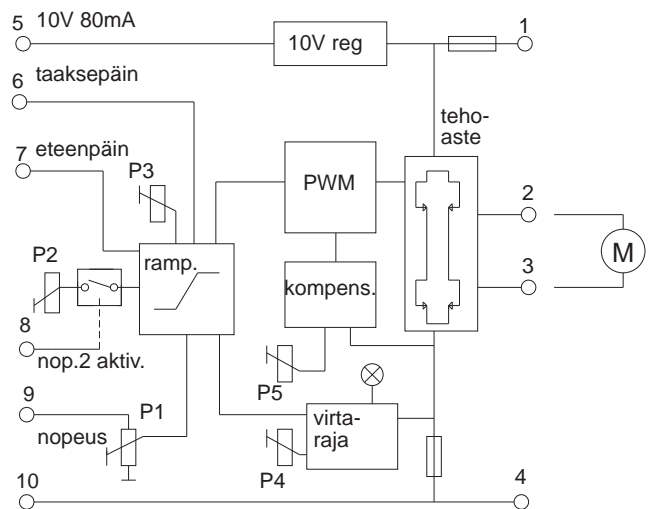 5 10V 80mA
10V reg
1
6 taaksepäin
teho-
aste
7 eteenpäin
P3
PWM
2
P2
ramp.
M
3
kompens.
8
nop.2 aktiv.
P5
9
P1
nopeus
virta-
raja
P4
10
4